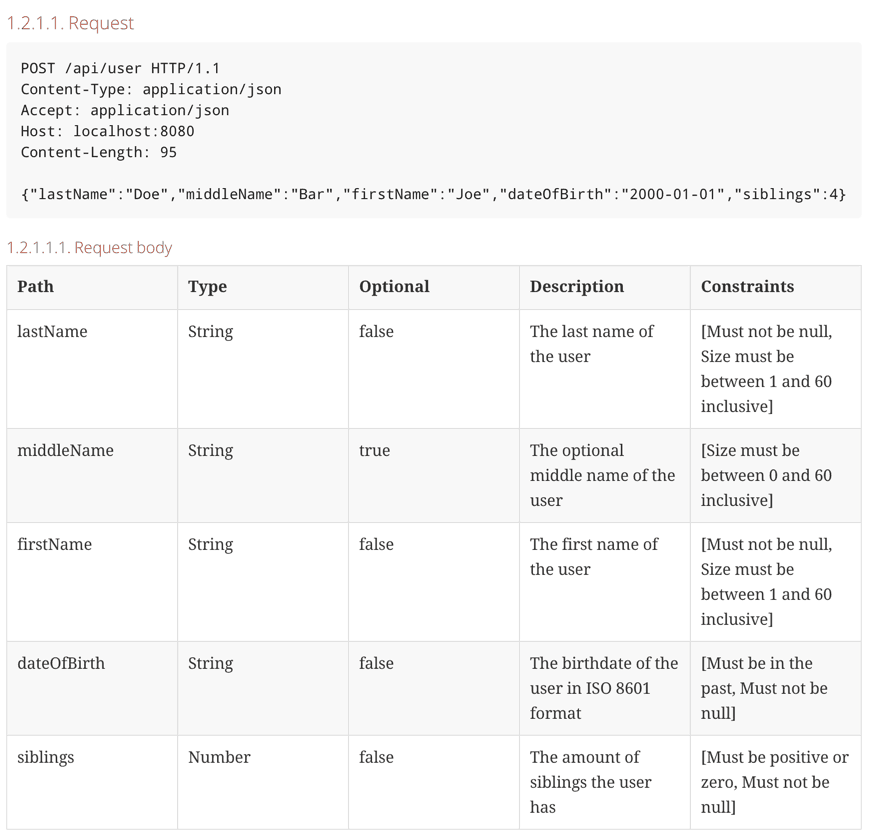 1.2.1.1. Request
POST /api/user HTTP/1.1
Content-Type: application/json
Accept: application/json
Host: localhost:8080
Content-Length: 95
{"lastName":"Doe","middleName":"Bar","firstName":"Joe","dateOfBirth":"2000-01-01","siblings":4}
1.2.1.1.1. Request body
Path Type Optional Description Constraints
lastName String false The last name of [Must not be null,
the user Size must be
between 1 and 60
inclusive]
middleName String true The optional [Size must be
middle name of the between 0 and 60
user inclusive]
firstName String false The first name of [Must not be null,
the user Size must be
between 1 and 60
inclusive]
dateOfBirth String false The birthdate of the [Must be in the
user in ISO 8601 past, Must not be
format null]
siblings Number false The amount of [Must be positive or
siblings the user zero, Must not be
has null]